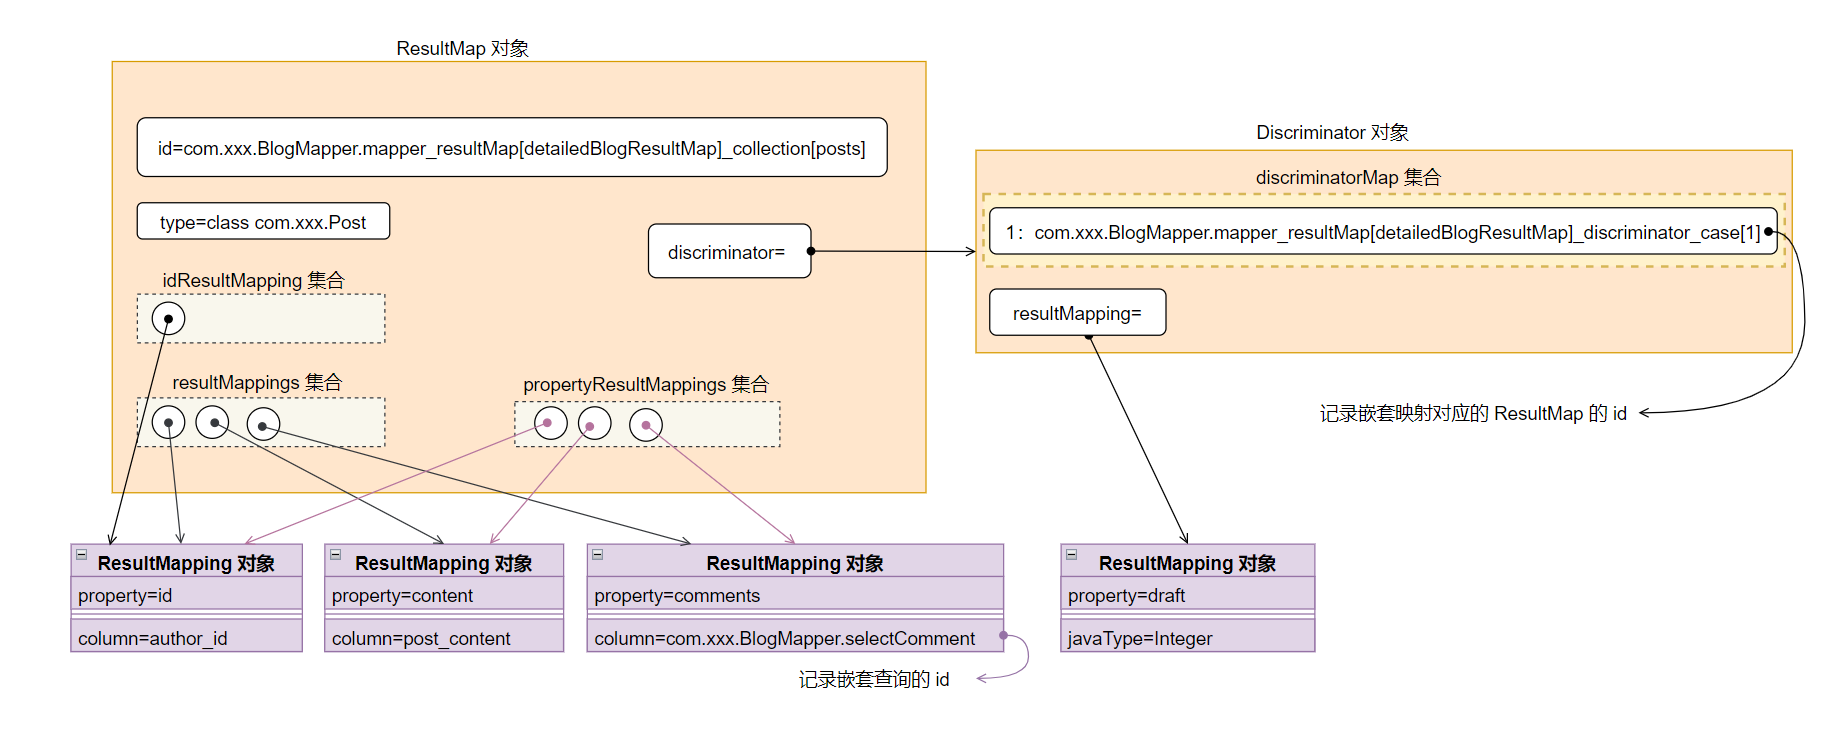 ResultMap 对象
id=com.xxx.BlogMapper.mapper_resultMap[detailedBlogResultMap]_collection[posts]
type=class com.xxx.Post
discriminator=
idResultMapping 集合
resultMappings 集合
propertyResultMappings 集合
Discriminator 对象
discriminatorMap 集合
1：com.xxx.BlogMapper.mapper_resultMap[detailedBlogResultMap]_discriminator_case[1]
resultMapping=
记录嵌套映射对应的 ResultMap 的 id
ResultMapping 对象
property=id
column=author_id
ResultMapping 对象
property=content
column=post_content
ResultMapping 对象
property=comments
column=com.xxx.BlogMapper.selectComment
记录嵌套查询的 id
ResultMapping 对象
property=draft
javaType=Integer